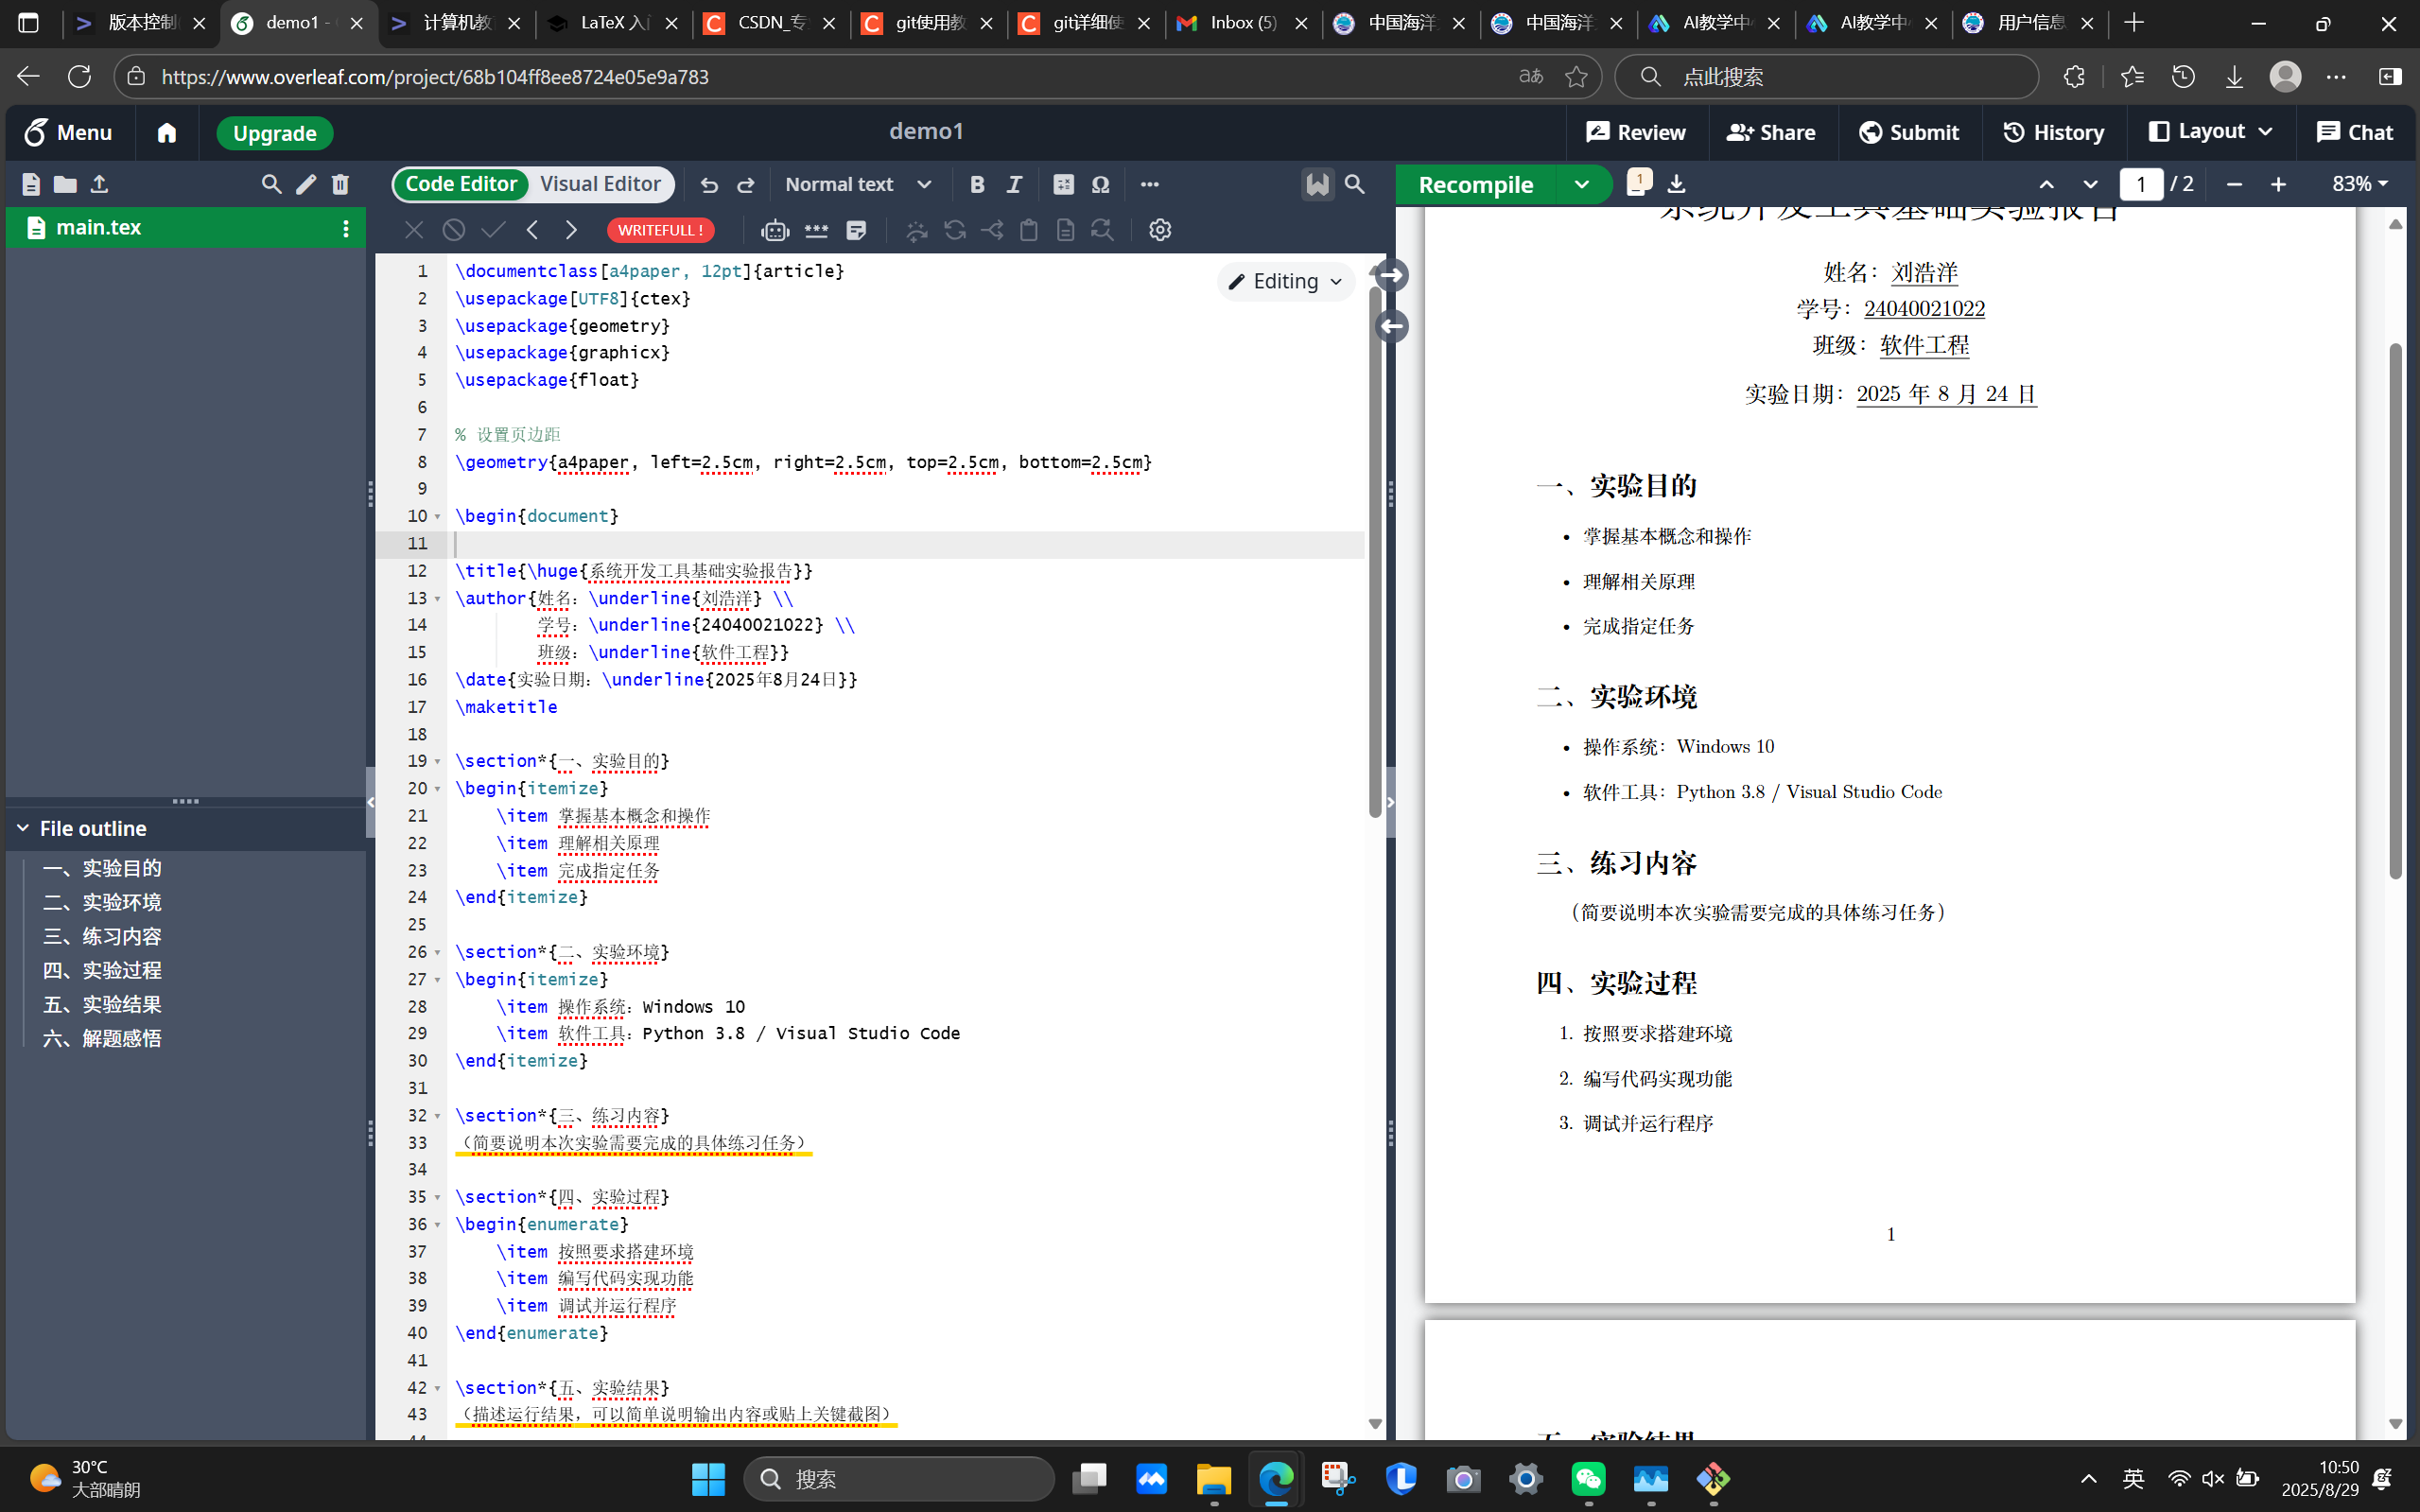 版本控制
demo1 -
计算机教
LaTeX 入门
CSDN_专
git使用教
git详细使
Inbox (5)
中国海洋
中国海洋
AI教学中
AI教学中
用户信息
https://www.overleaf.com/project/68b104ff8ee8724e05e9a783
点此搜索
Menu
Upgrade
demo1
Review
Share
Submit
History
Layout
Chat
Code Editor
Visual Editor
Normal text
Recompile
1
1 / 2
83%
main.tex
WRITEFULL !
Editing
1 \documentclass[a4paper, 12pt]{article}
2 \usepackage[UTF8]{ctex}
3 \usepackage{geometry}
4 \usepackage{graphicx}
5 \usepackage{float}
6
7 % 设置页边距
8 \geometry{a4paper, left=2.5cm, right=2.5cm, top=2.5cm, bottom=2.5cm}
9
10 \begin{document}
11
12 \title{\huge{系统开发工具基础实验报告}}
13 \author{姓名：\underline{刘浩洋} \\
14 学号：\underline{24040021022} \\
15 班级：\underline{软件工程}}
16 \date{实验日期：\underline{2025年8月24日}}
17 \maketitle
18
19 \section*{一、实验目的}
20 \begin{itemize}
21 \item 掌握基本概念和操作
22 \item 理解相关原理
23 \item 完成指定任务
24 \end{itemize}
25
26 \section*{二、实验环境}
27 \begin{itemize}
28 \item 操作系统：Windows 10
29 \item 软件工具：Python 3.8 / Visual Studio Code
30 \end{itemize}
31
32 \section*{三、练习内容}
33 （简要说明本次实验需要完成的具体练习任务）
34
35 \section*{四、实验过程}
36 \begin{enumerate}
37 \item 按照要求搭建环境
38 \item 编写代码实现功能
39 \item 调试并运行程序
40 \end{enumerate}
41
42 \section*{五、实验结果}
43 （描述运行结果，可以简单说明输出内容或贴上关键截图）
44
File outline
一、实验目的
二、实验环境
三、练习内容
四、实验过程
五、实验结果
六、解题感悟
系统开发工具基础实验报告
姓名：刘浩洋
学号：24040021022
班级：软件工程
实验日期：2025 年 8 月 24 日
一、实验目的
• 掌握基本概念和操作
• 理解相关原理
• 完成指定任务
二、实验环境
• 操作系统：Windows 10
• 软件工具：Python 3.8 / Visual Studio Code
三、练习内容
（简要说明本次实验需要完成的具体练习任务）
四、实验过程
1. 按照要求搭建环境
2. 编写代码实现功能
3. 调试并运行程序
1
五、实验结果
30°C
大部晴朗
搜索
英
10:50
2025/8/29